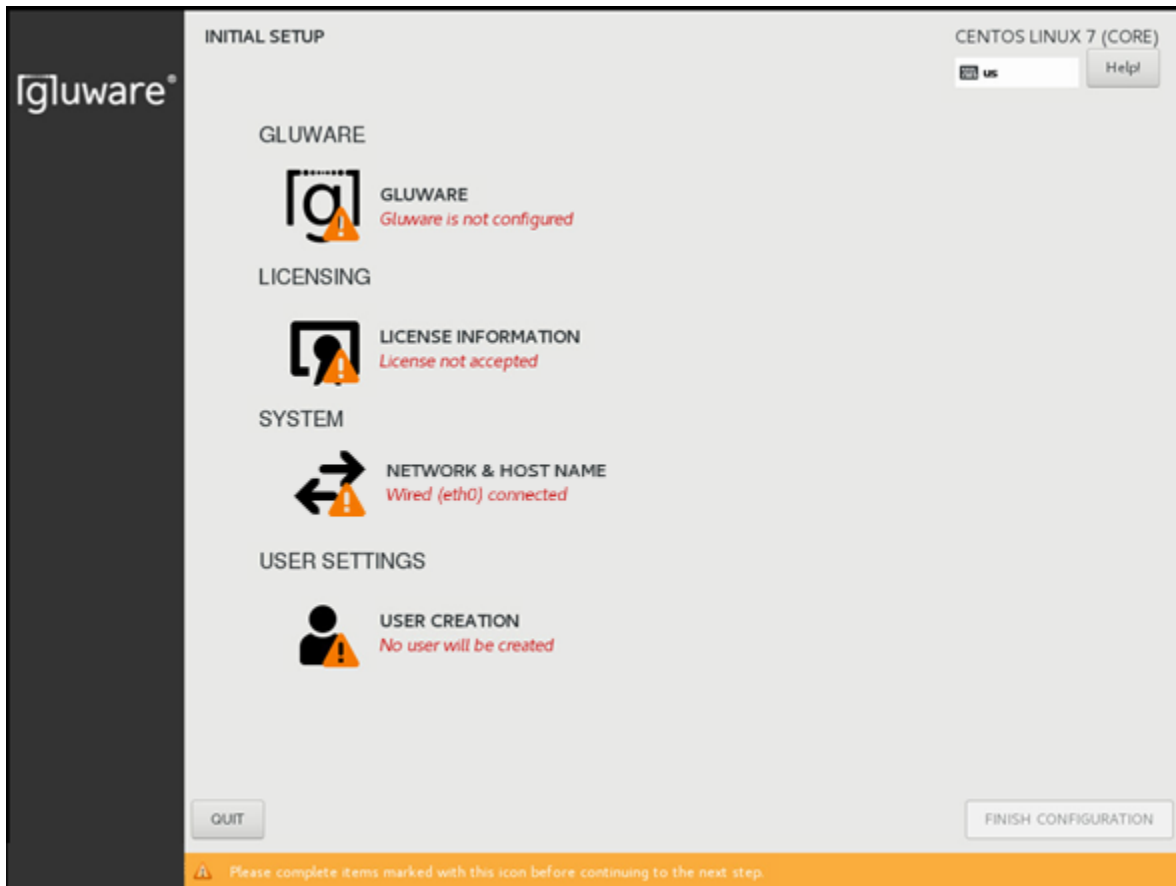 gluware®
INITIAL SETUP
CENTOS LINUX 7 (CORE)
us
Help!
GLUWARE
GLUWARE
Gluware is not configured
LICENSING
LICENSE INFORMATION
License not accepted
SYSTEM
NETWORK & HOST NAME
Wired (eth0) connected
USER SETTINGS
USER CREATION
No user will be created
QUIT
FINISH CONFIGURATION
Please complete items marked with this icon before continuing to the next step.